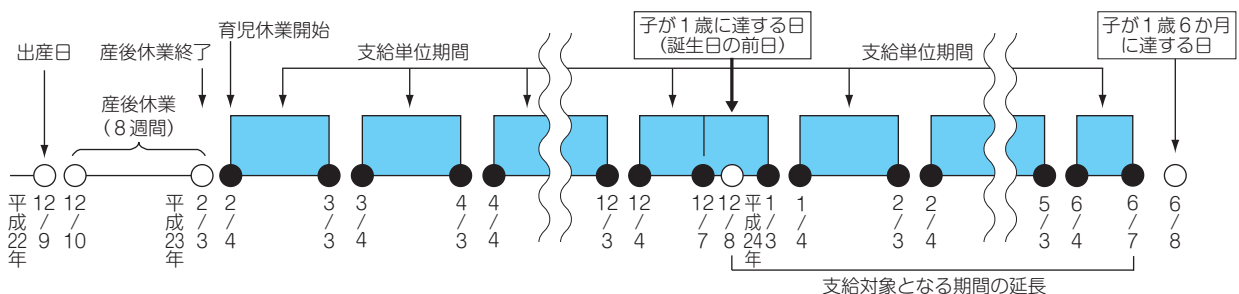 育児休業開始
子が１歳に達する日
（誕生日の前日）
子が１歳６か月
に達する日
出産日
産後休業終了
支給単位期間
支給単位期間
産後休業
（８週間）
平成22年
12/9
12/10
平成23年
2/3
2/4
3/3
3/4
4/3
4/4
12/3
12/4
12/7
12/8
平成24年
1/3
1/4
2/3
2/4
5/3
6/4
6/7
6/8
支給対象となる期間の延長